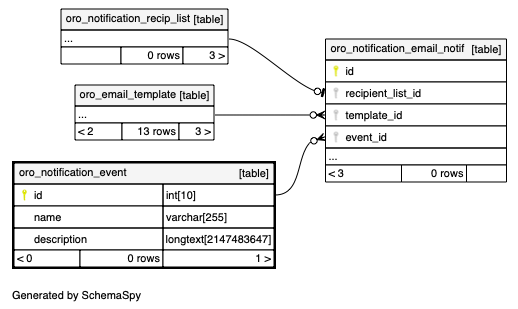 oro_notification_recip_list [table]
...
0 rows 3 >
oro_email_template [table]
...
< 2 13 rows 3 >
oro_notification_event [table]
id int[10]
name varchar[255]
description longtext[2147483647]
< 0 0 rows 1 >
oro_notification_email_notif [table]
id
recipient_list_id
template_id
event_id
...
< 3 0 rows
Generated by SchemaSpy